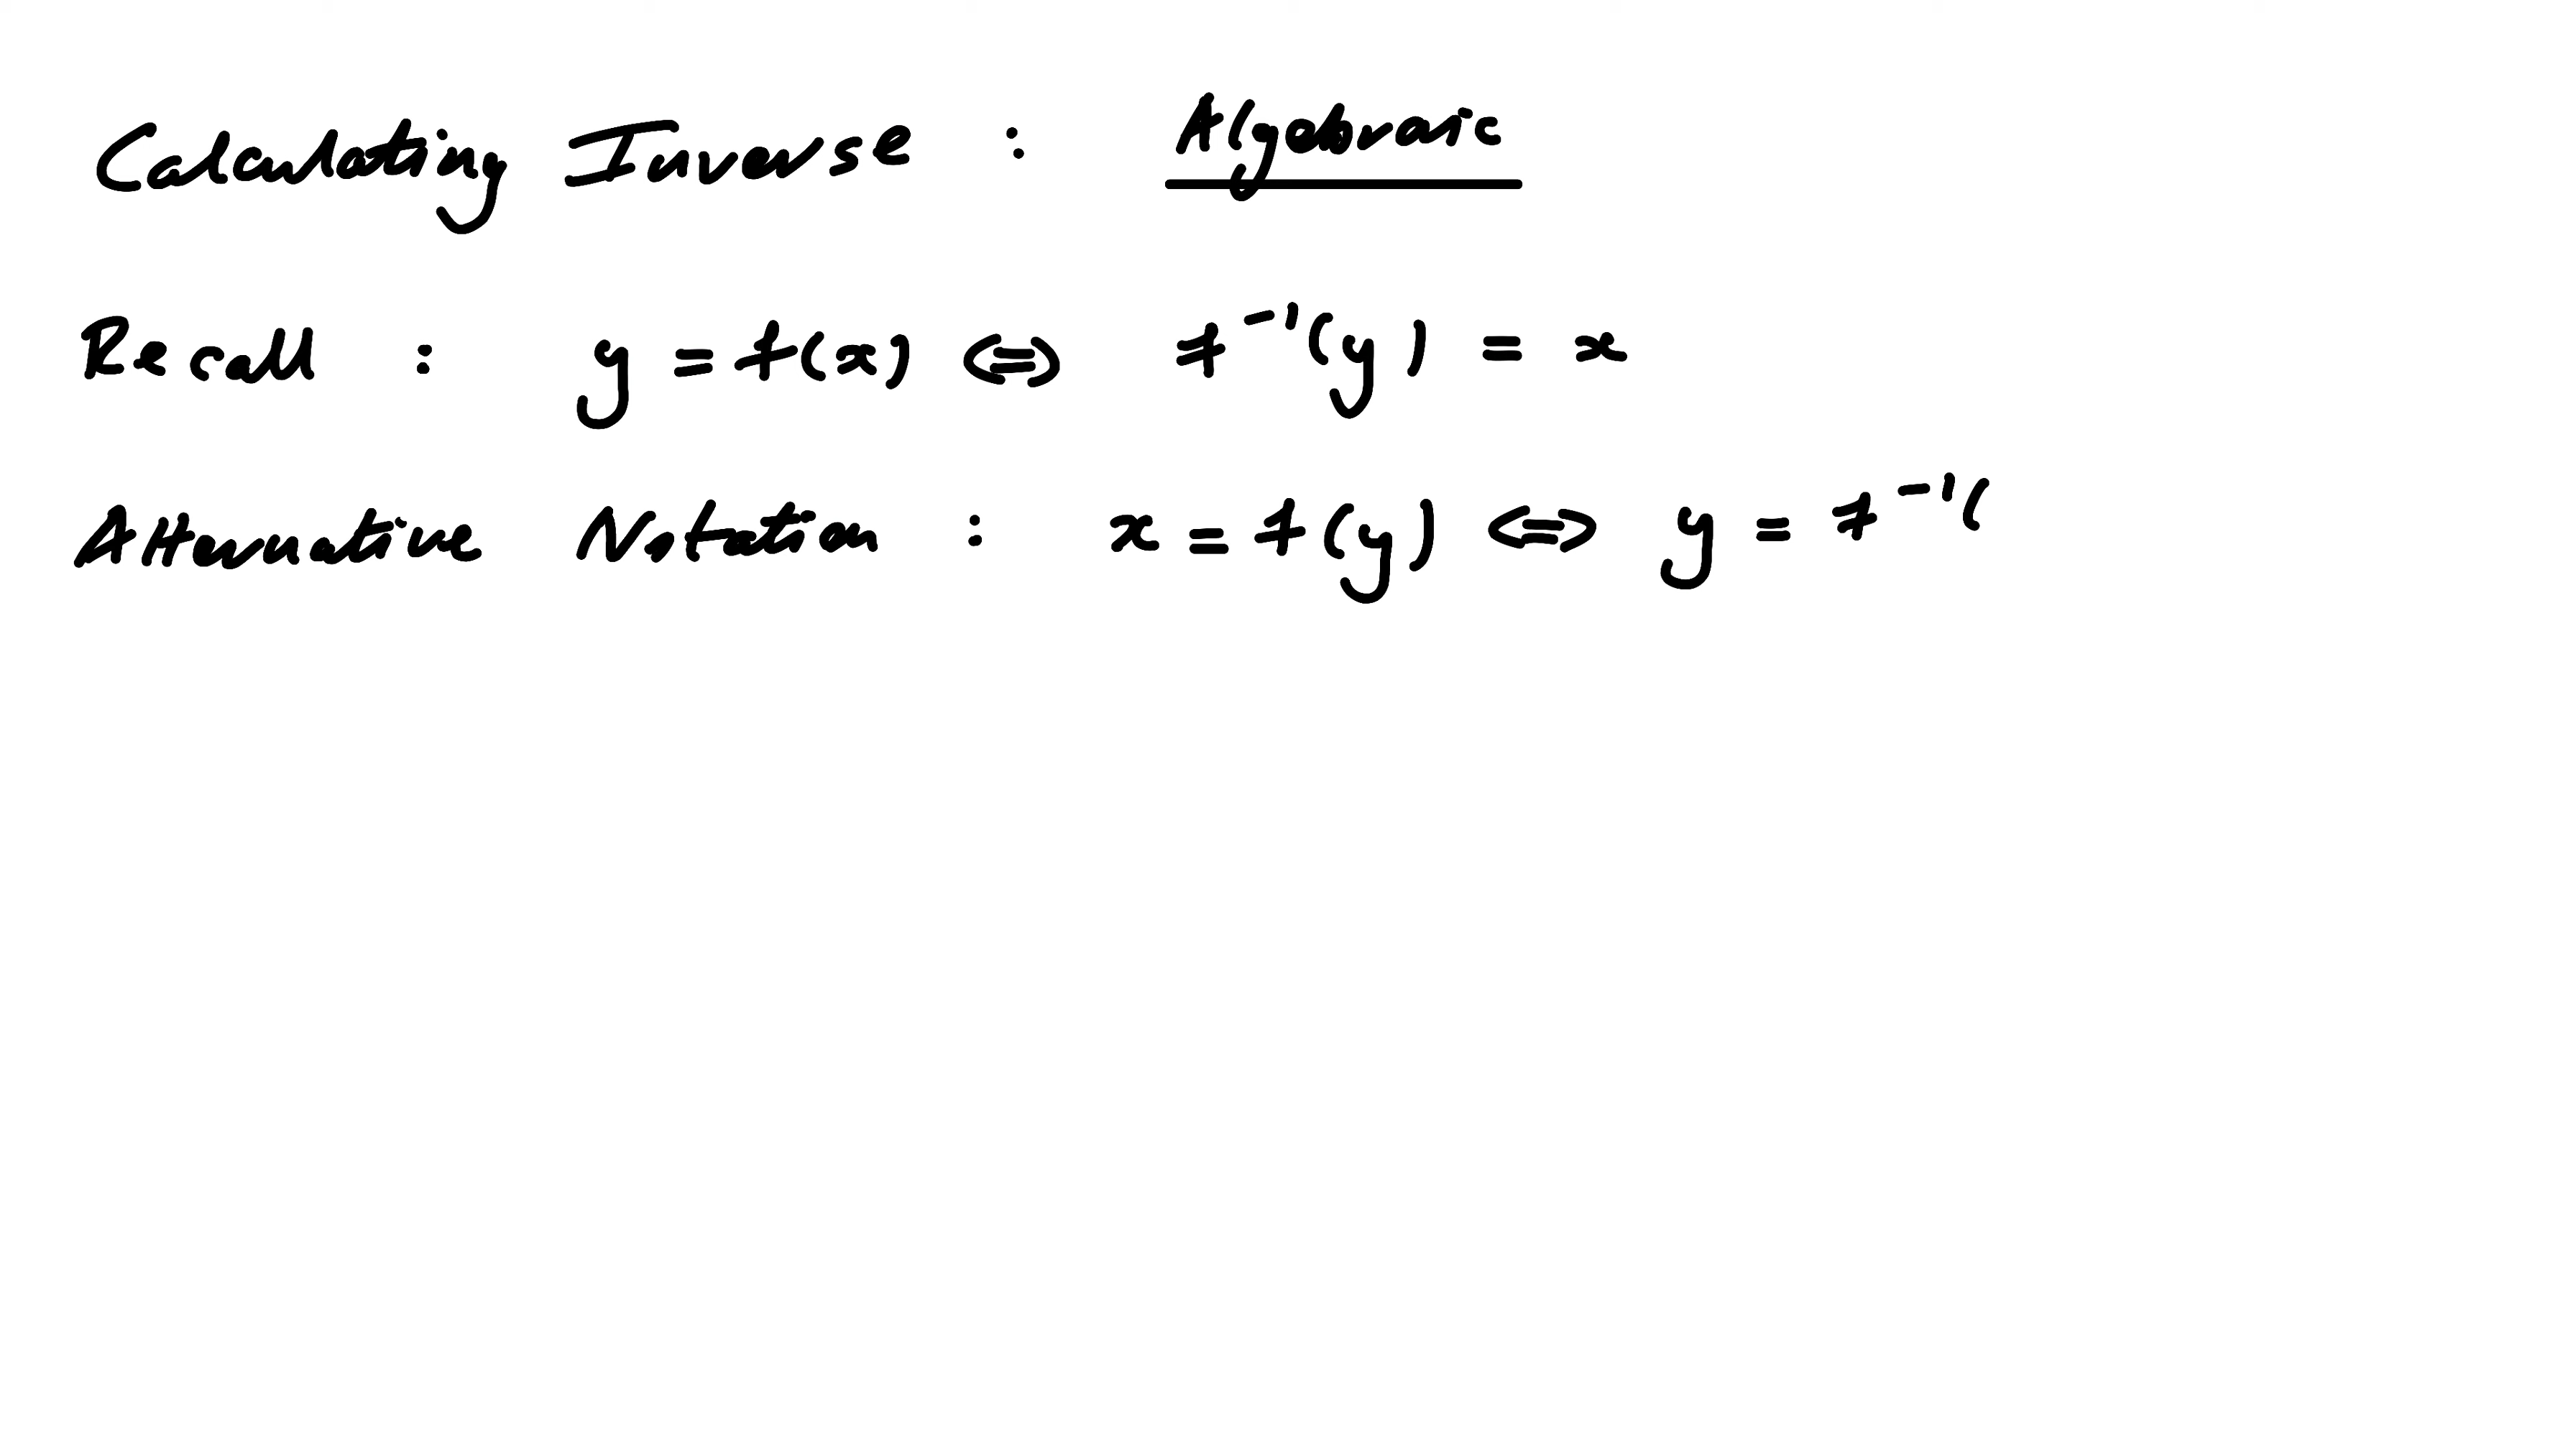 Calculating Inverse : Algebraic
Recall : y = f(x) <=> f⁻¹(y) = x
Alternative Notation : x = f(y) <=> y = f⁻¹(